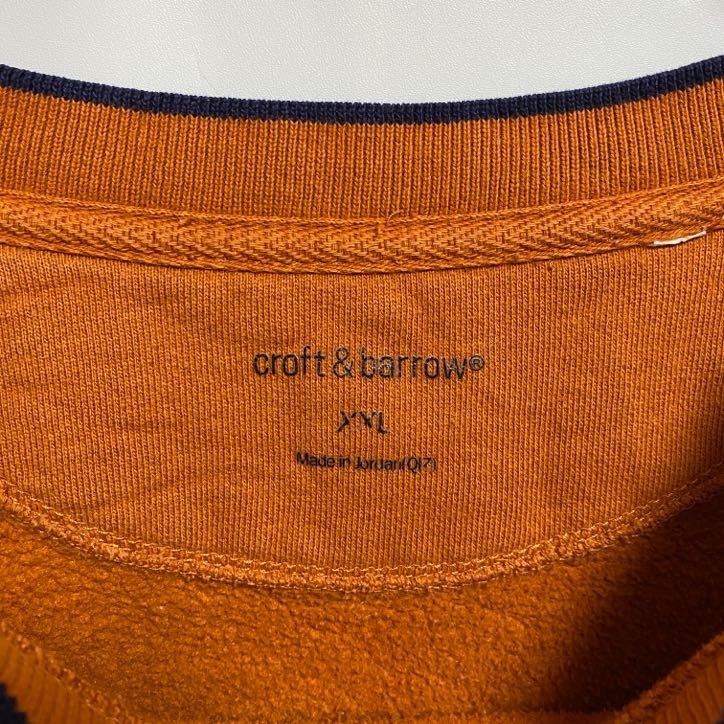 croft & barrow®
XXL
Made in Jordan(QIZ)